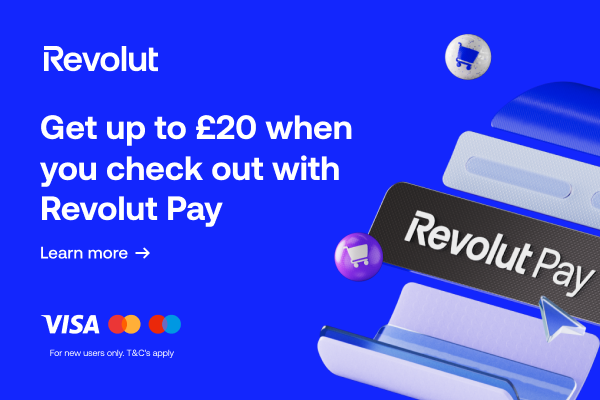 Revolut
Get up to £20 when
you check out with
Revolut Pay
Learn more →
VISA
For new users only. T&C's apply
Revolut Pay